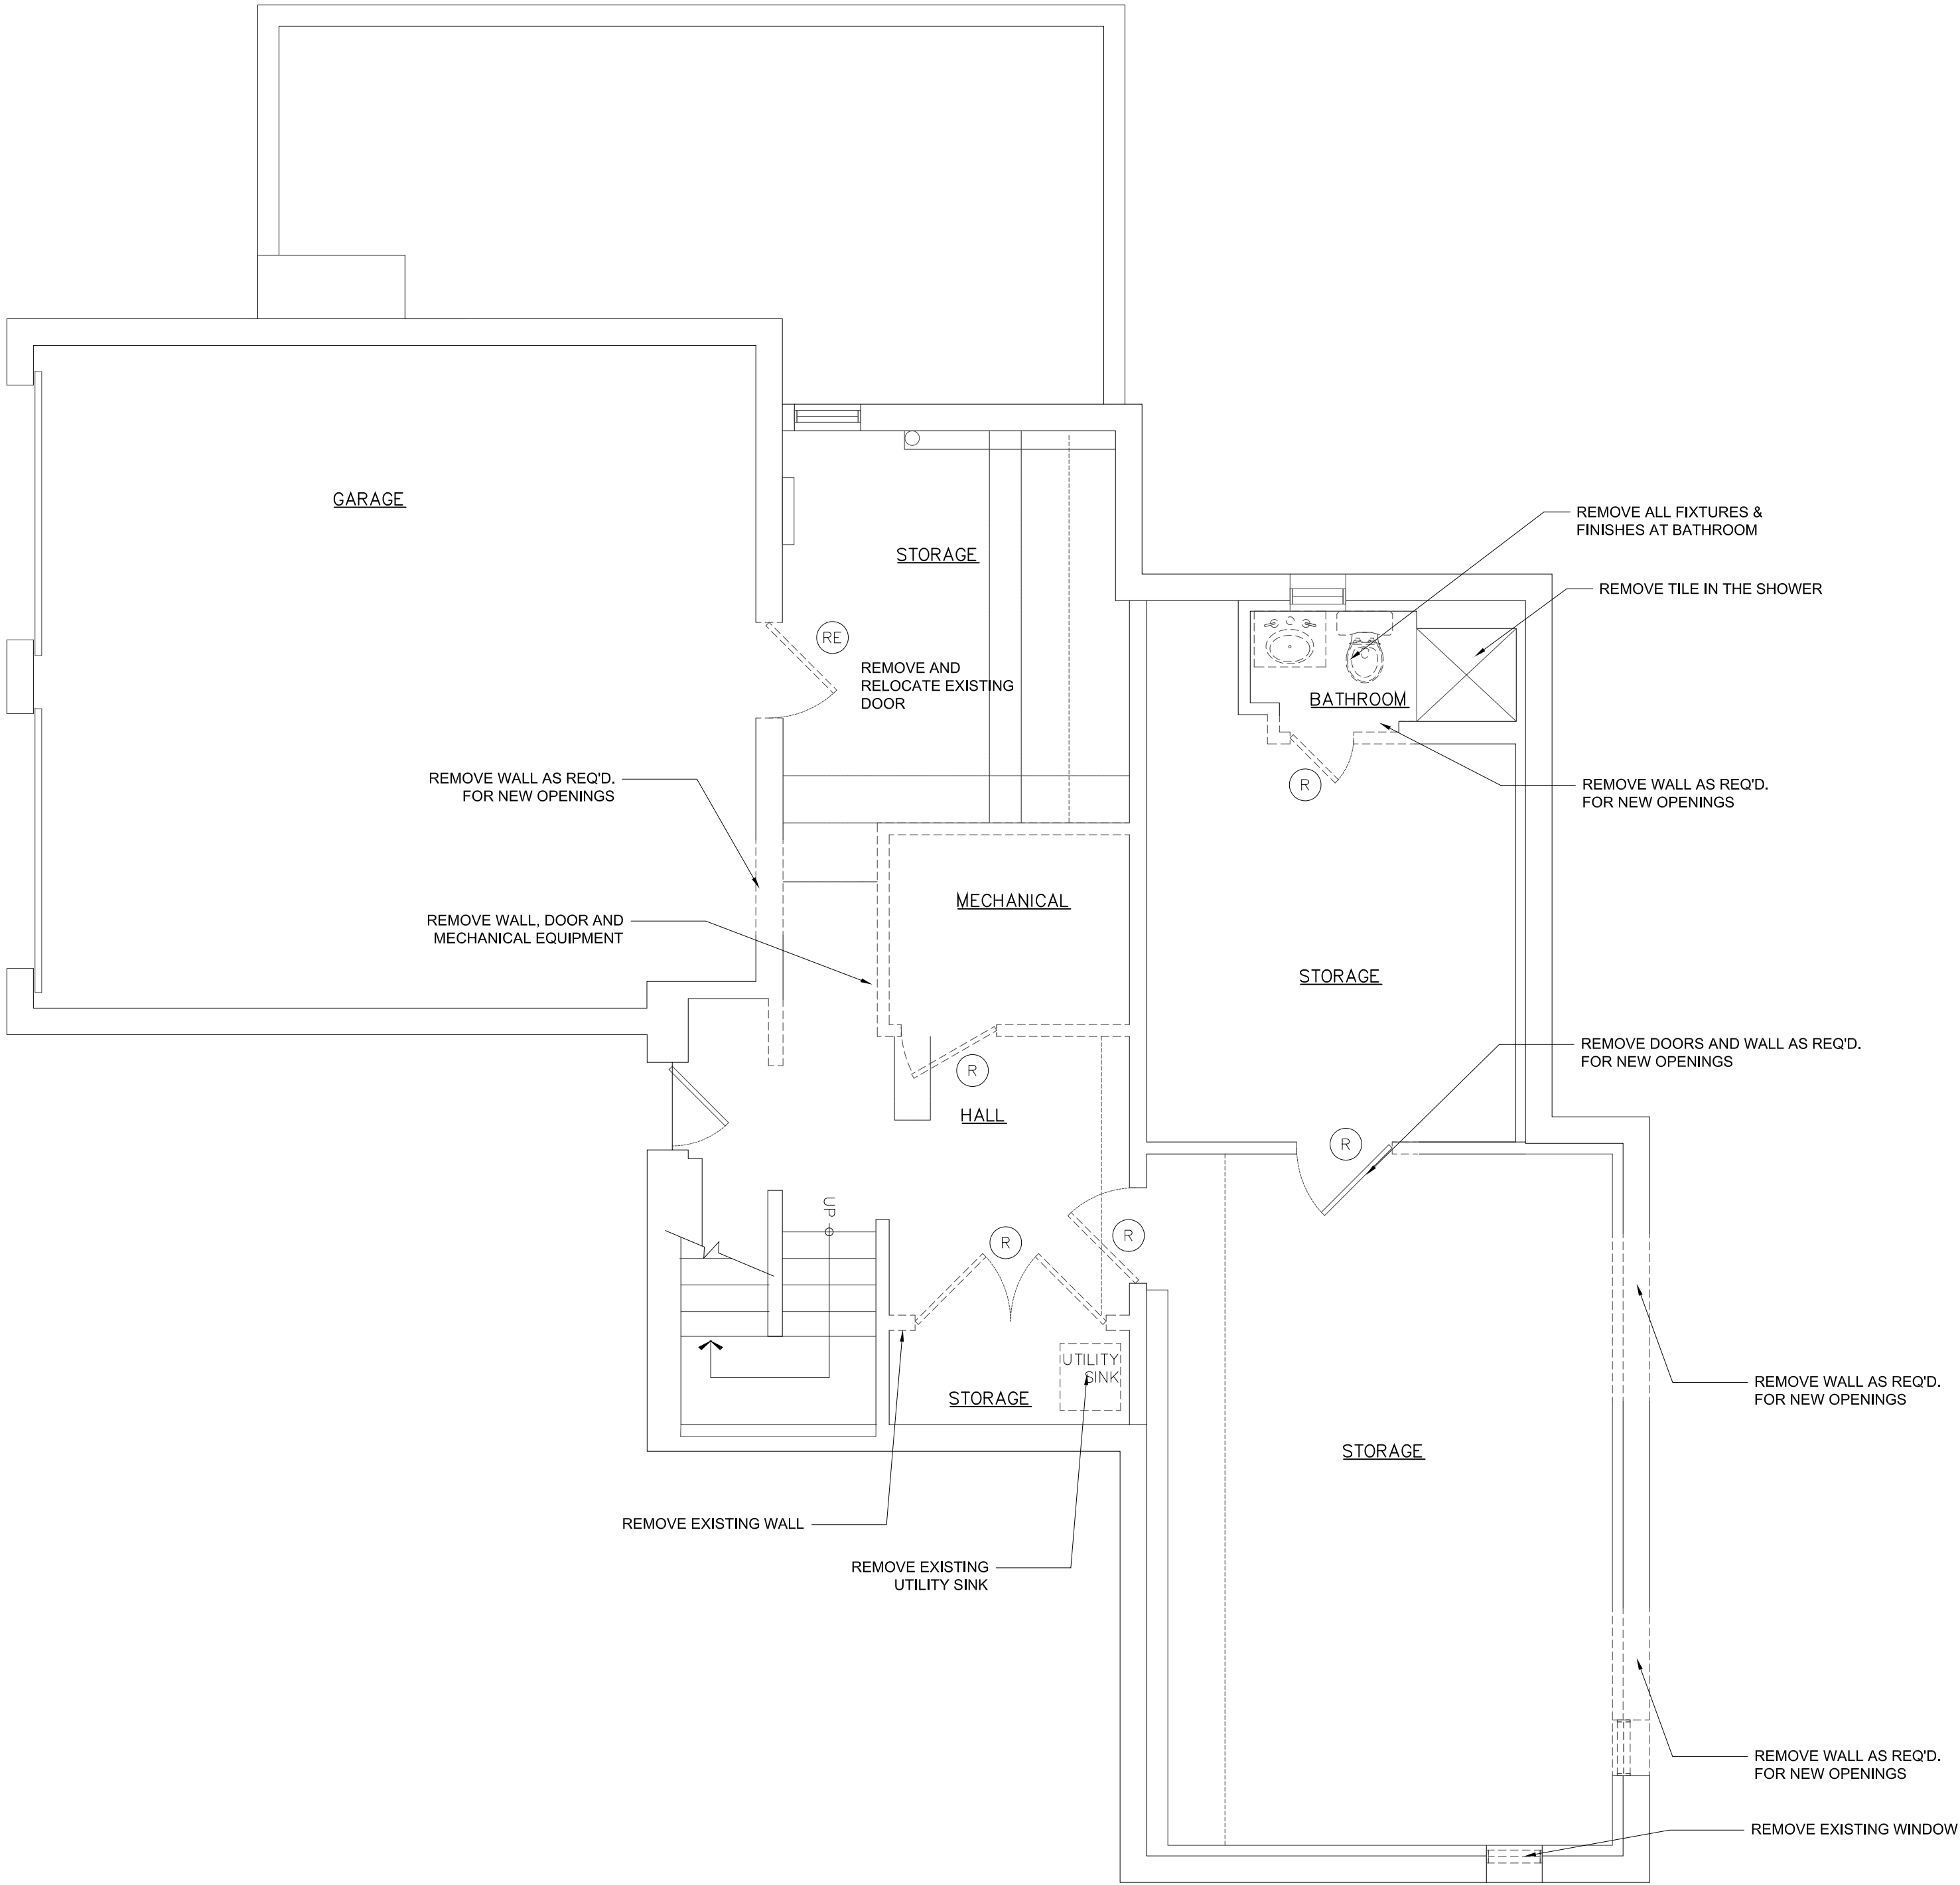 GARAGE
STORAGE
REMOVE ALL FIXTURES &
FINISHES AT BATHROOM
REMOVE TILE IN THE SHOWER
RE
REMOVE AND
RELOCATE EXISTING
DOOR
BATHROOM
REMOVE WALL AS REQ'D.
FOR NEW OPENINGS
R
REMOVE WALL AS REQ'D.
FOR NEW OPENINGS
MECHANICAL
REMOVE WALL, DOOR AND
MECHANICAL EQUIPMENT
STORAGE
REMOVE DOORS AND WALL AS REQ'D.
FOR NEW OPENINGS
R
HALL
R
UP
R
R
UTILITY
SINK
STORAGE
REMOVE WALL AS REQ'D.
FOR NEW OPENINGS
STORAGE
REMOVE EXISTING WALL
REMOVE EXISTING
UTILITY SINK
REMOVE WALL AS REQ'D.
FOR NEW OPENINGS
REMOVE EXISTING WINDOW